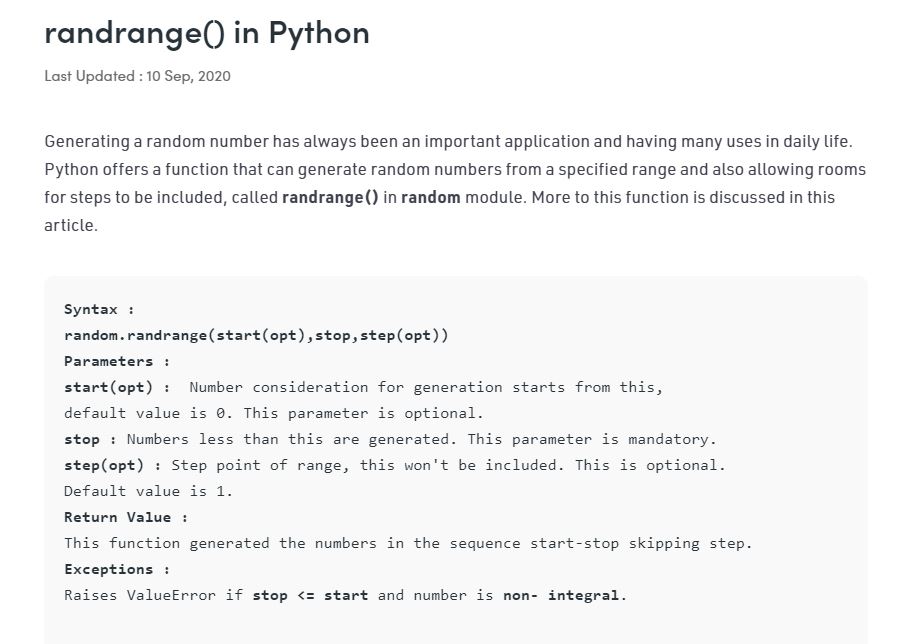 randrange() in Python
Last Updated : 10 Sep, 2020
Generating a random number has always been an important application and having many uses in daily life.
Python offers a function that can generate random numbers from a specified range and also allowing rooms
for steps to be included, called randrange() in random module. More to this function is discussed in this
article.
Syntax :
random.randrange(start(opt),stop,step(opt))
Parameters :
start(opt) :  Number consideration for generation starts from this,
default value is 0. This parameter is optional.
stop : Numbers less than this are generated. This parameter is mandatory.
step(opt) : Step point of range, this won't be included. This is optional.
Default value is 1.
Return Value :
This function generated the numbers in the sequence start-stop skipping step.
Exceptions :
Raises ValueError if stop <= start and number is non- integral.